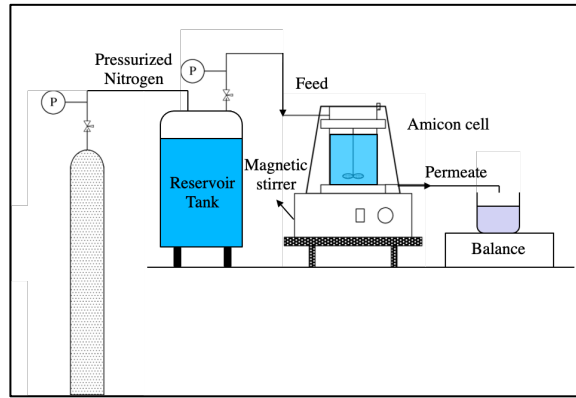 Pressurized
Nitrogen
P
P
Feed
Amicon cell
Magnetic
stirrer
Permeate
Reservoir
Tank
Balance